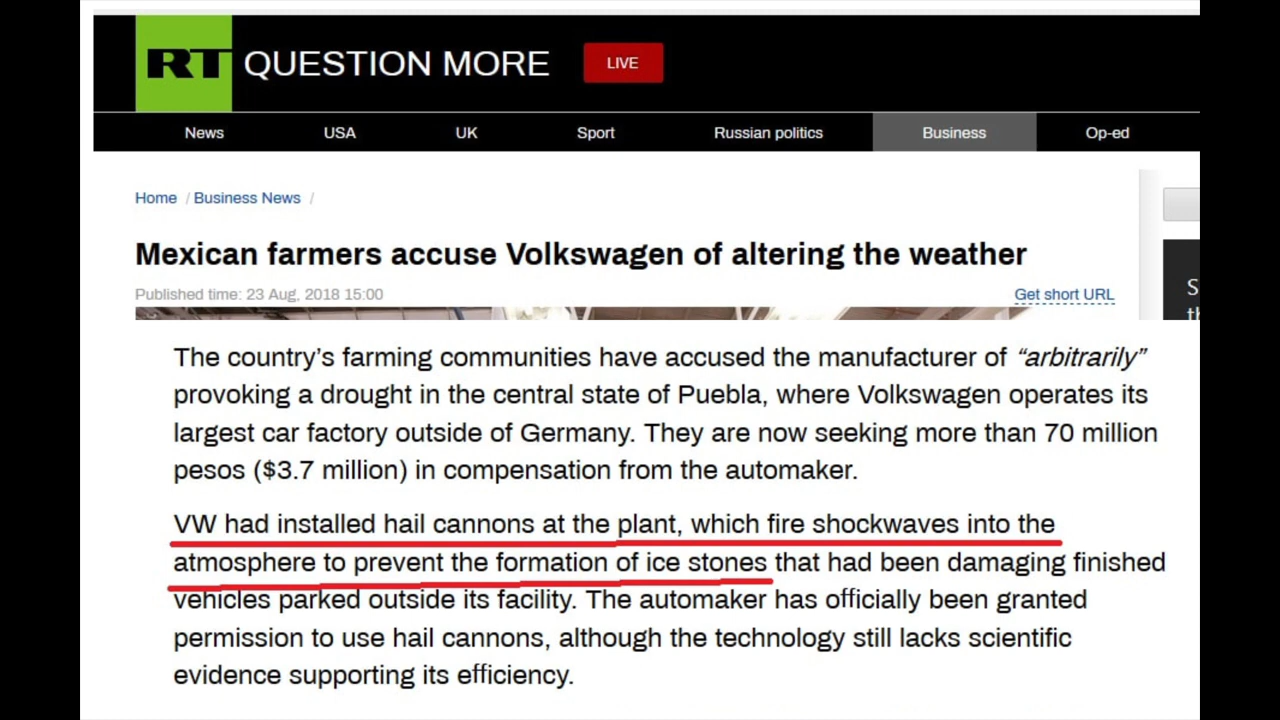 RT QUESTION MORE LIVE
News USA UK Sport Russian politics Business Op-ed
Home / Business News /
Mexican farmers accuse Volkswagen of altering the weather
Published time: 23 Aug, 2018 15:00 Get short URL
S
th
The country's farming communities have accused the manufacturer of “arbitrarily”
provoking a drought in the central state of Puebla, where Volkswagen operates its
largest car factory outside of Germany. They are now seeking more than 70 million
pesos ($3.7 million) in compensation from the automaker.
VW had installed hail cannons at the plant, which fire shockwaves into the
atmosphere to prevent the formation of ice stones that had been damaging finished
vehicles parked outside its facility. The automaker has officially been granted
permission to use hail cannons, although the technology still lacks scientific
evidence supporting its efficiency.